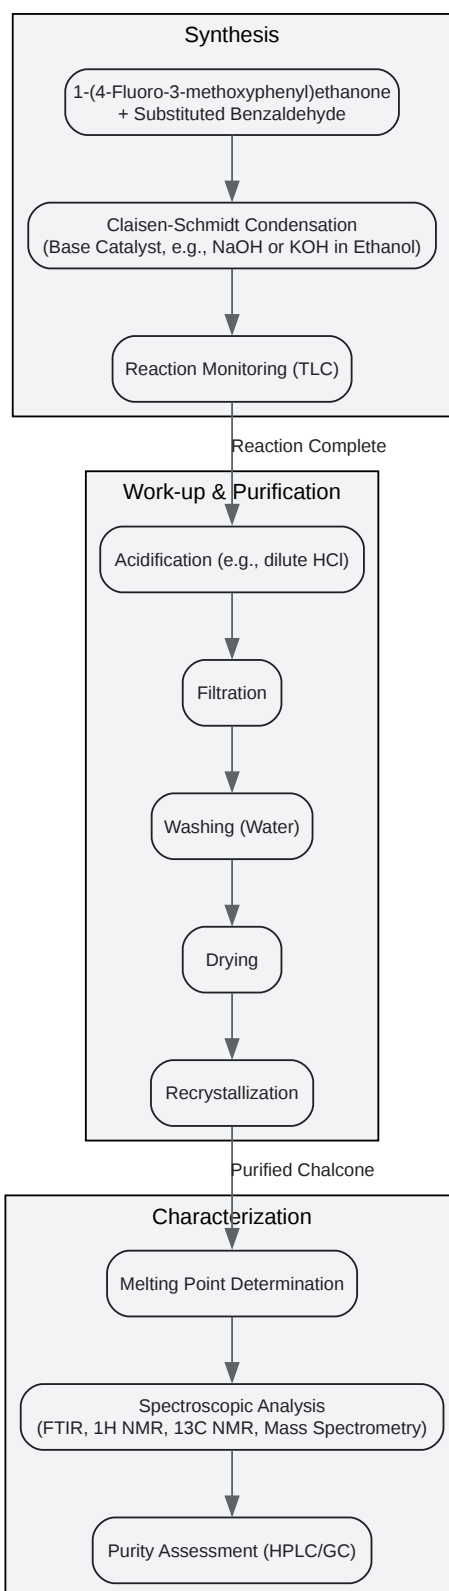 Synthesis
1-(4-Fluoro-3-methoxyphenyl)ethanone
+ Substituted Benzaldehyde
Claisen-Schmidt Condensation
(Base Catalyst, e.g., NaOH or KOH in Ethanol)
Reaction Monitoring (TLC)
Reaction Complete
Work-up & Purification
Acidification (e.g., dilute HCl)
Filtration
Washing (Water)
Drying
Recrystallization
Purified Chalcone
Characterization
Melting Point Determination
Spectroscopic Analysis
(FTIR, 1H NMR, 13C NMR, Mass Spectrometry)
Purity Assessment (HPLC/GC)